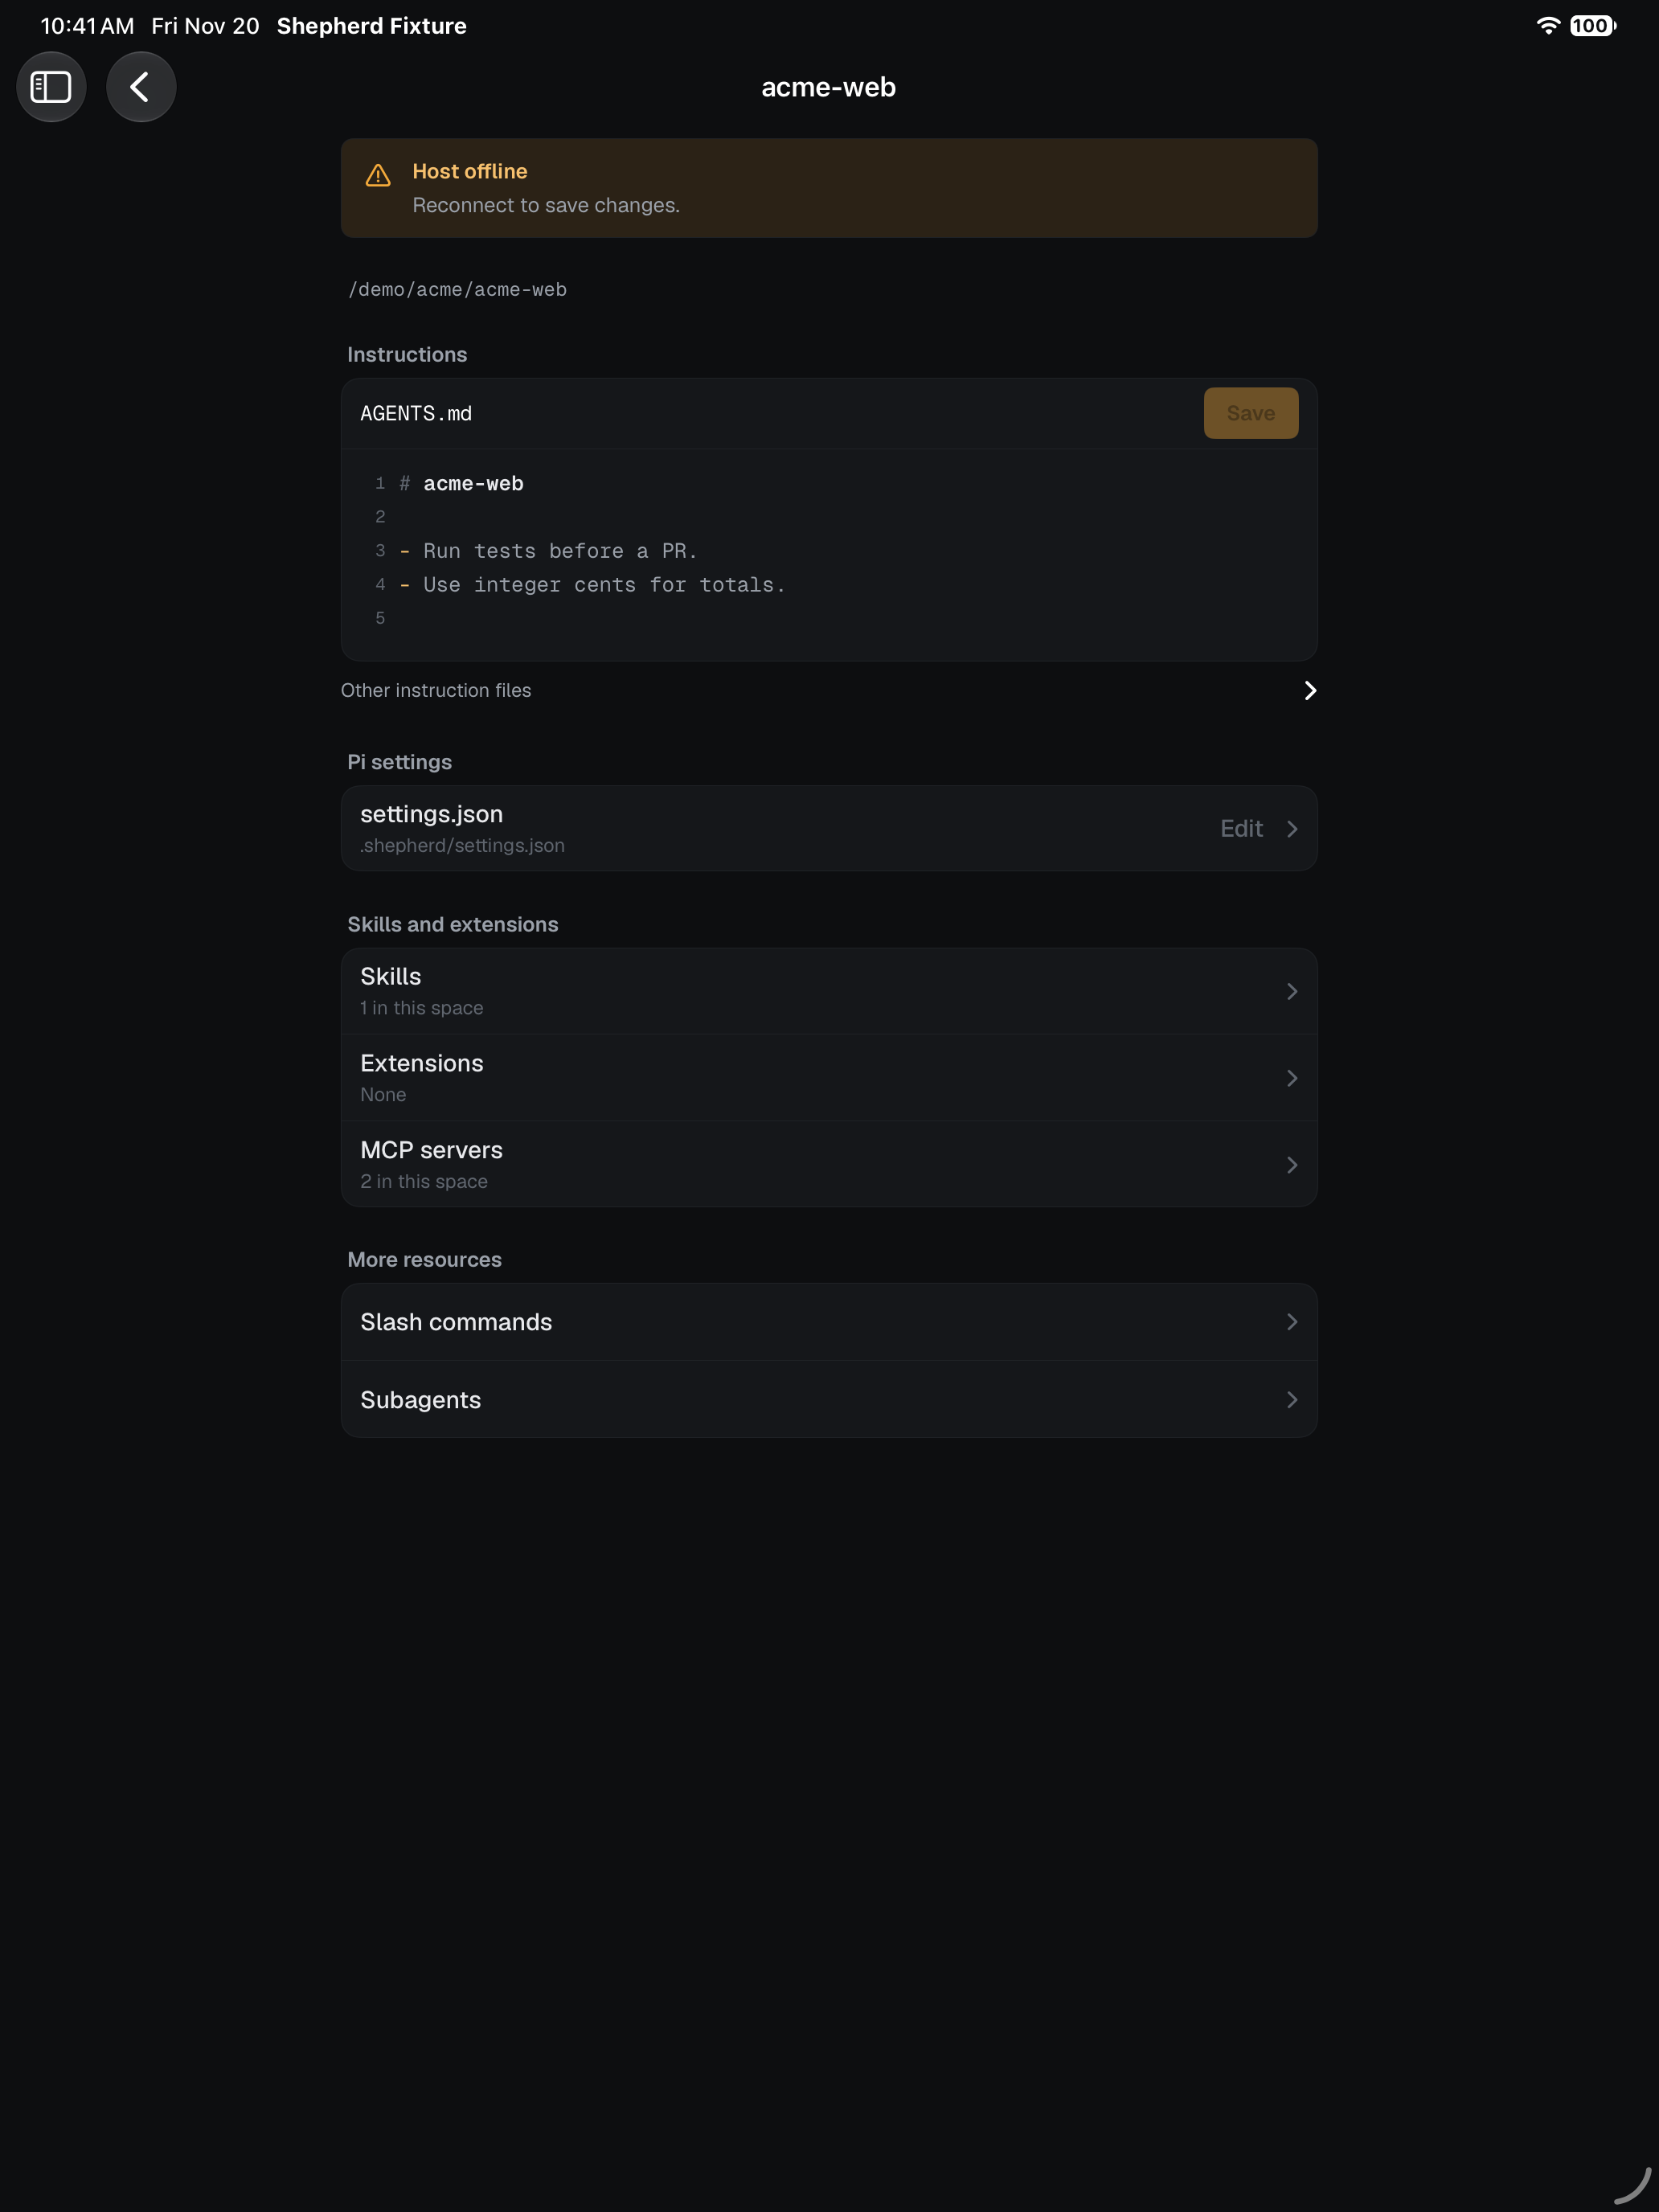 10:41 AM Fri Nov 20 Shepherd Fixture 100
acme-web
Host offline
Reconnect to save changes.
/demo/acme/acme-web
Instructions
AGENTS.md Save
1 # acme-web
2
3 - Run tests before a PR.
4 - Use integer cents for totals.
5
Other instruction files
Pi settings
settings.json
.shepherd/settings.json
Edit
Skills and extensions
Skills
1 in this space
Extensions
None
MCP servers
2 in this space
More resources
Slash commands
Subagents